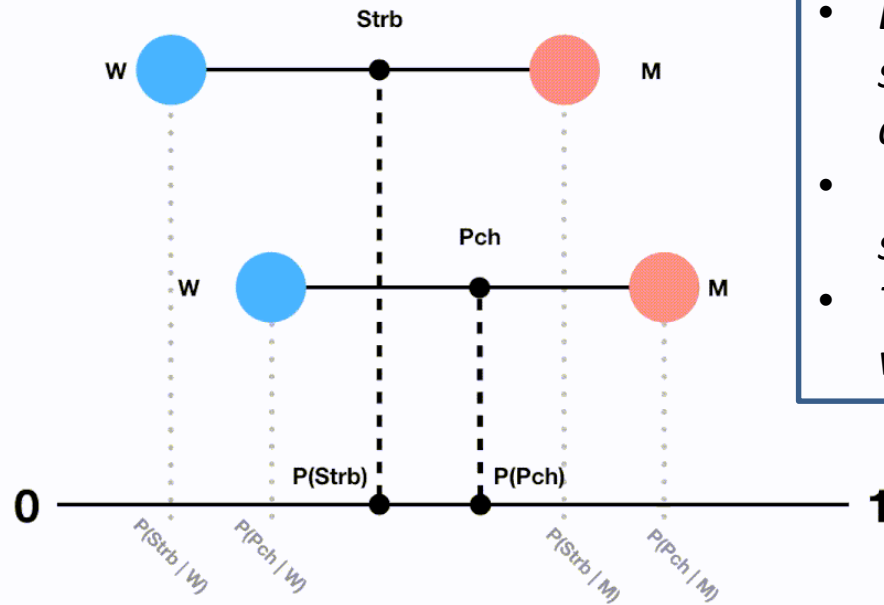 Strb
W
M
Pch
W
M
P(Strb)
P(Pch)
0
1
P(Strb | W)
P(Pch | W)
P(Strb | M)
P(Pch | M)